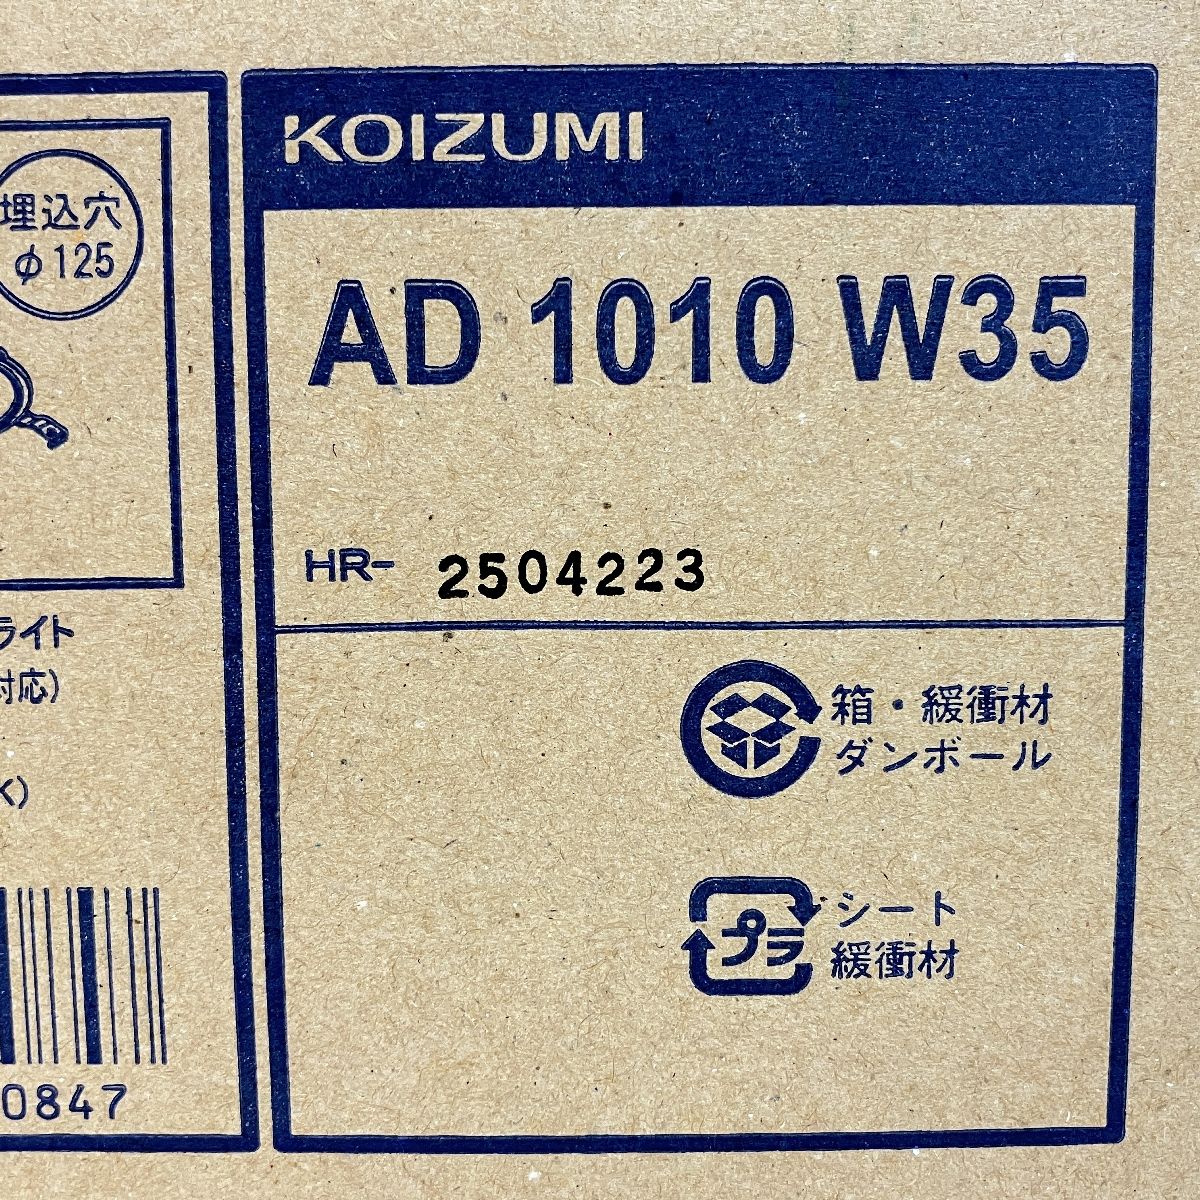 埋込穴
φ125
ライト
対応)
K)
0847
KOIZUMI
AD 1010 W35
HR- 2504223
箱・緩衝材
ダンボール
プラ
シート
緩衝材